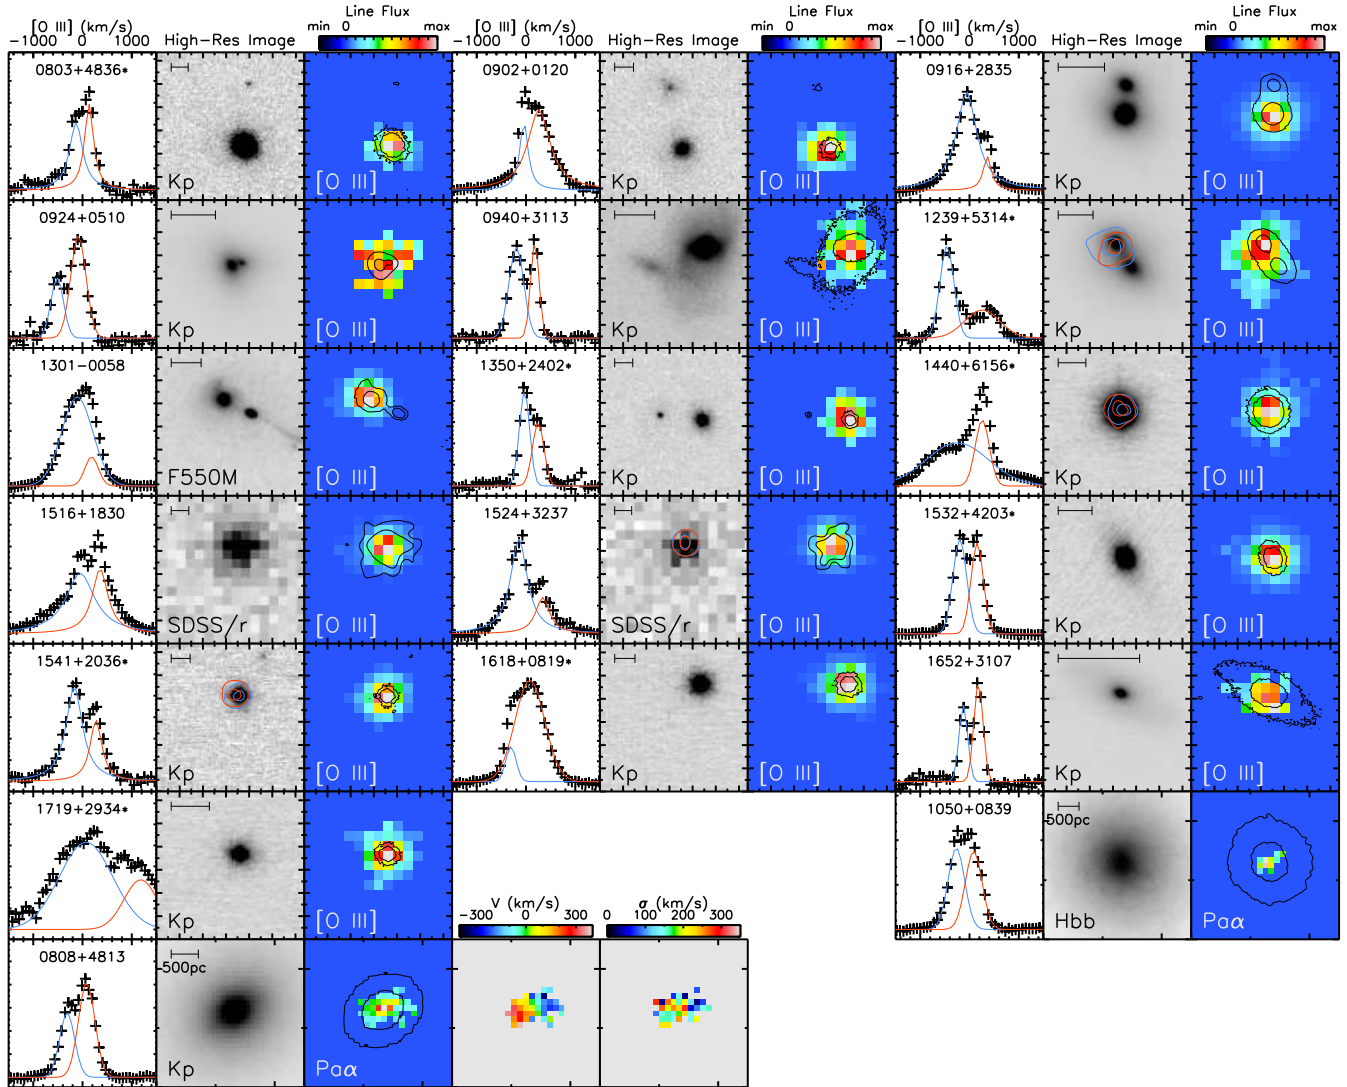 [O III] (km/s)
−1000 0 1000
High-Res Image
Line Flux
min 0 max
[O III] (km/s)
−1000 0 1000
High-Res Image
Line Flux
min 0 max
[O III] (km/s)
−1000 0 1000
High-Res Image
Line Flux
min 0 max
0803+4836*
Kp
[O III]
0902+0120
Kp
[O III]
0916+2835
Kp
[O III]
0924+0510
Kp
[O III]
0940+3113
Kp
[O III]
1239+5314*
Kp
[O III]
1301−0058
F550M
[O III]
1350+2402*
Kp
[O III]
1440+6156*
Kp
[O III]
1516+1830
SDSS/r
[O III]
1524+3237
SDSS/r
[O III]
1532+4203*
Kp
[O III]
1541+2036*
Kp
[O III]
1618+0819*
Kp
[O III]
1652+3107
Kp
[O III]
1719+2934*
Kp
[O III]
1050+0839
500pc
Hbb
Paα
V (km/s)
−300 0 300
σ (km/s)
0 100 200 300
0808+4813
500pc
Kp
Paα